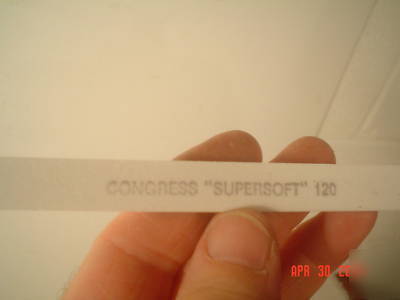 CONGRESS "SUPERSOFT" 120
APR 30